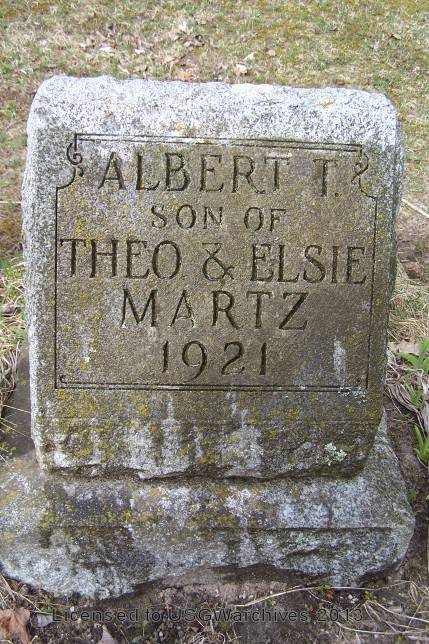 ALBERT T.
SON OF
THEO. & ELSIE
MARTZ
1921
Licensed to USGWarchives 2013